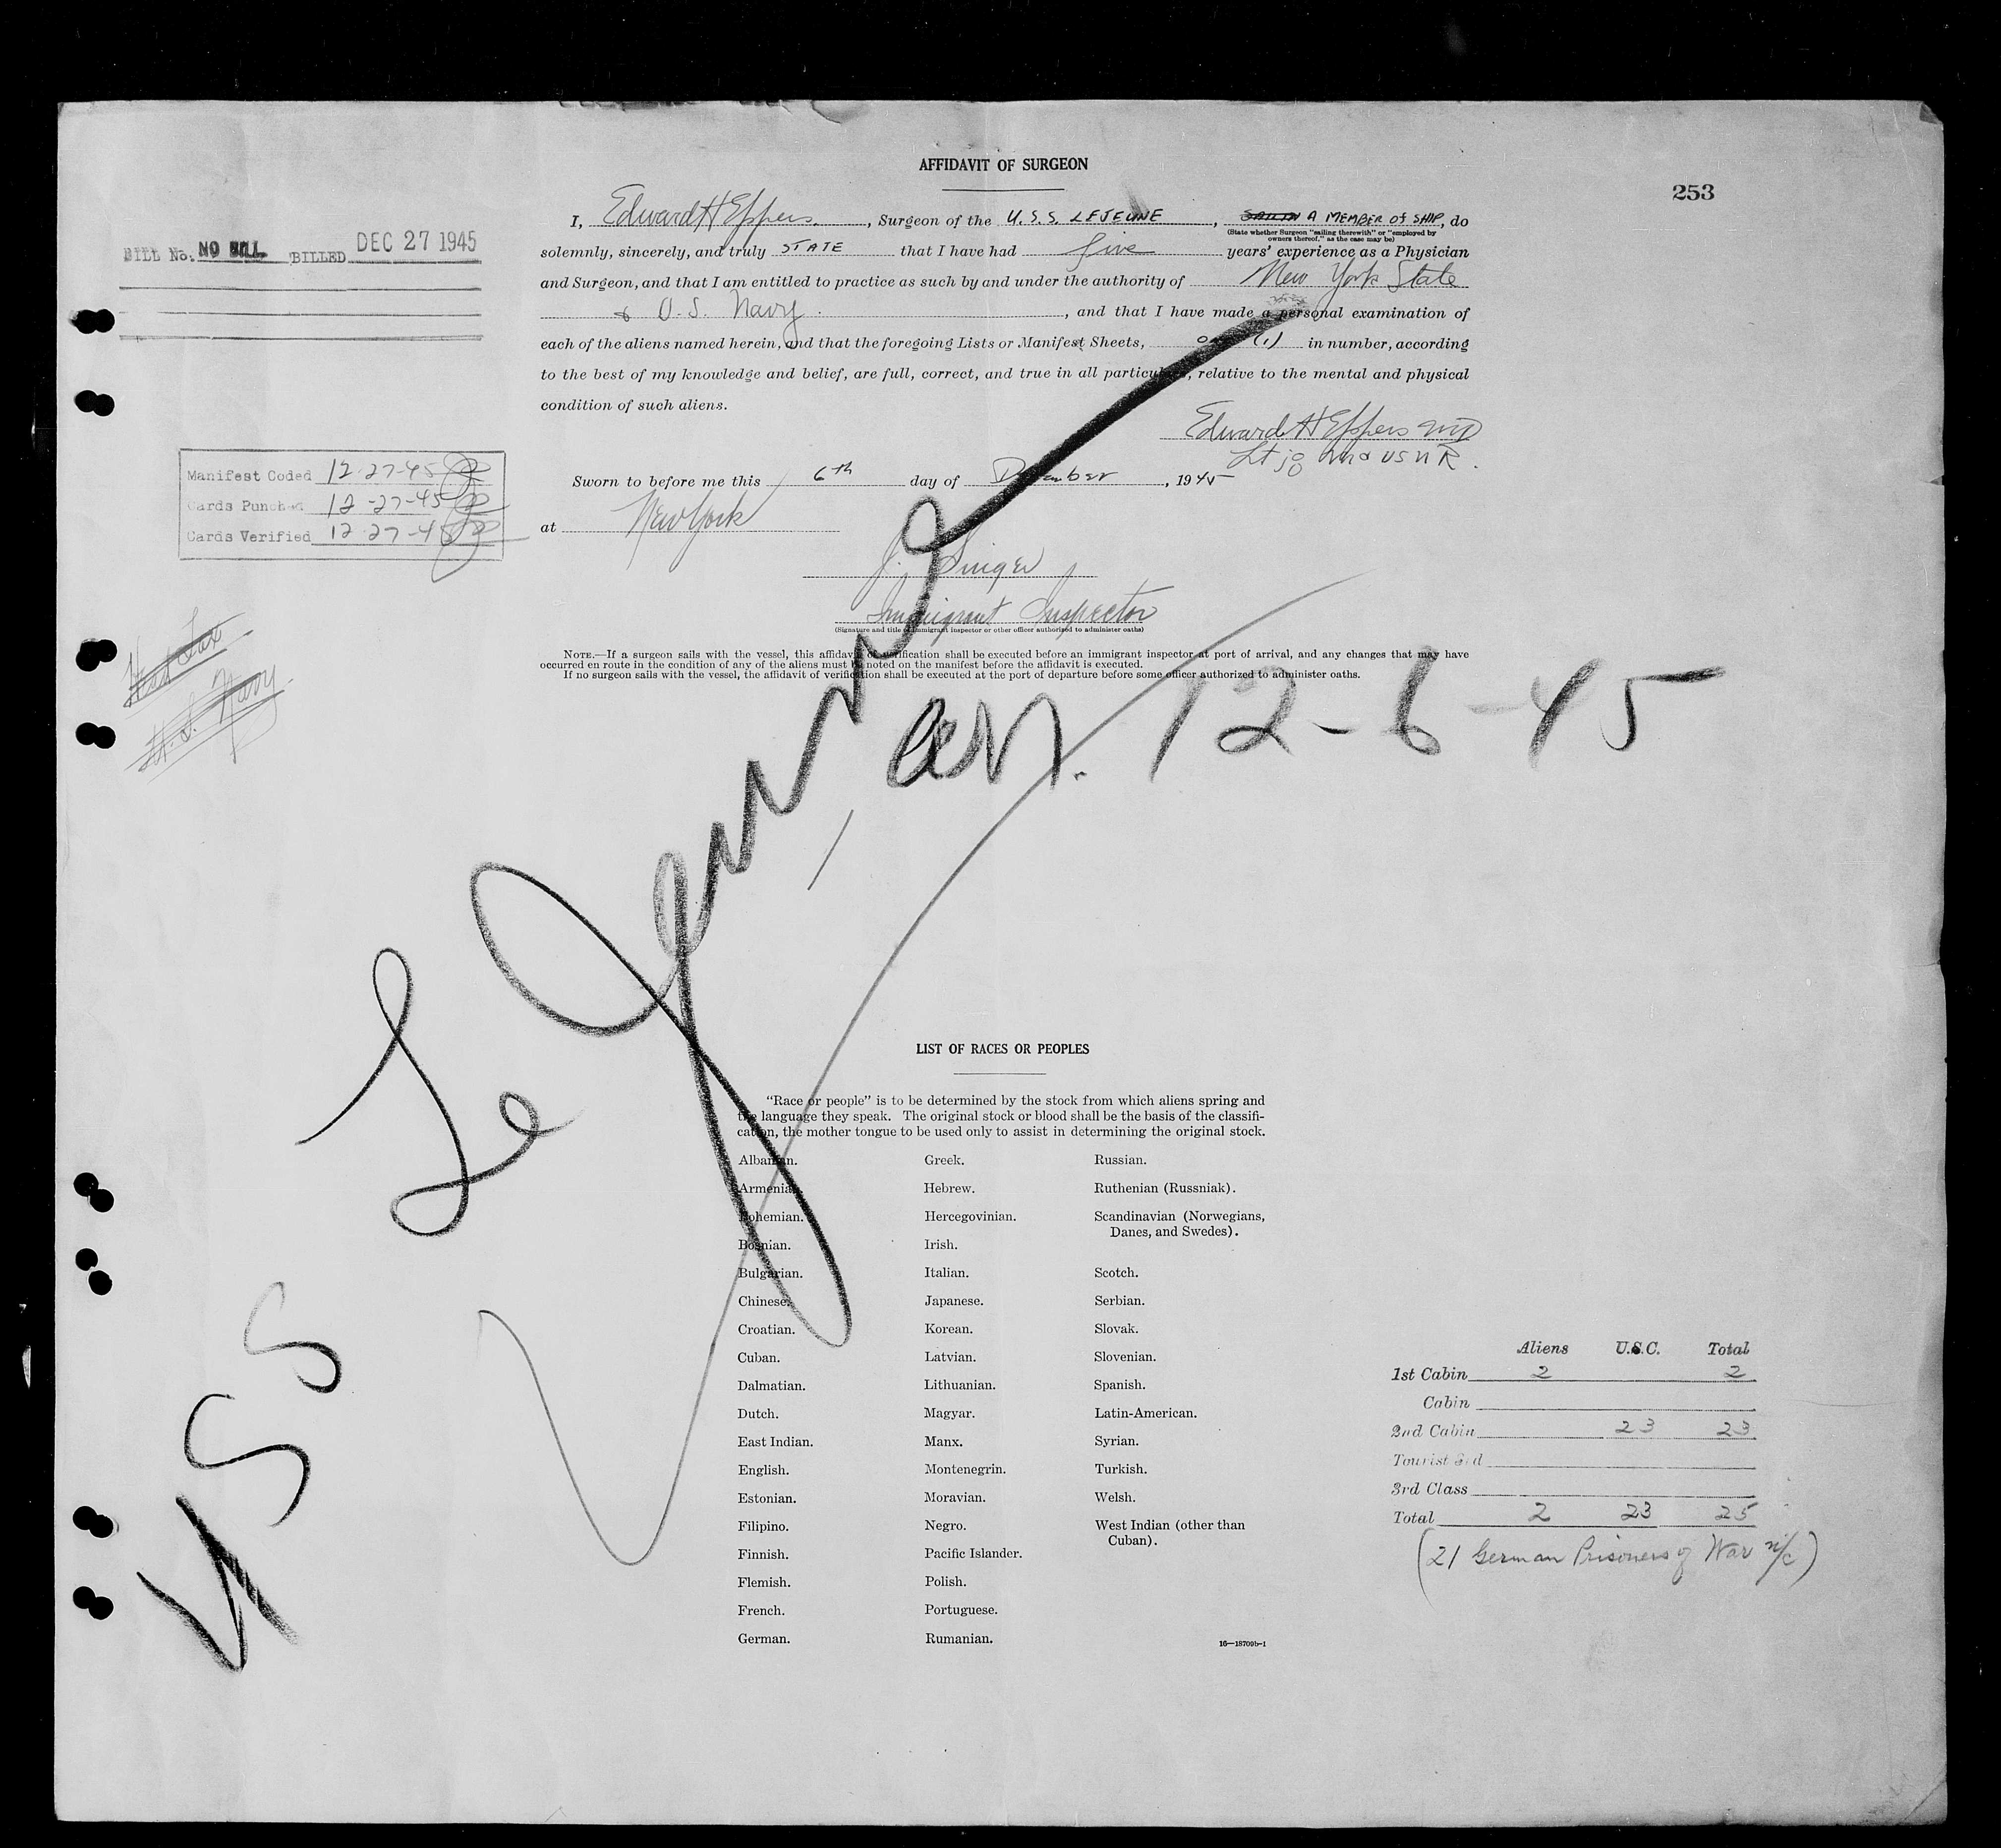 AFFIDAVIT OF SURGEON
253
I, Edward H Eppers, Surgeon of the U.S.S. LEJEUNE, A MEMBER OF SHIP, do
(State whether Surgeon "sailing therewith" or "employed by
owners thereof," as the case may be)
solemnly, sincerely, and truly STATE that I have had five years' experience as a Physician
and Surgeon, and that I am entitled to practice as such by and under the authority of New York State
& U.S. Navy., and that I have made a personal examination of
each of the aliens named herein, and that the foregoing Lists or Manifest Sheets, (1) in number, according
to the best of my knowledge and belief, are full, correct, and true in all particulars, relative to the mental and physical
condition of such aliens.
Edward H Eppers MD
Lt jg USNR.
Sworn to before me this 6th day of December, 1945
at New York
J. Singer
Immigrant Inspector
(Signature and title of immigrant inspector or other officer authorized to administer oaths)
NOTE.—If a surgeon sails with the vessel, this affidavit of verification shall be executed before an immigrant inspector at port of arrival, and any changes that may have
occurred en route in the condition of any of the aliens must be noted on the manifest before the affidavit is executed.
If no surgeon sails with the vessel, the affidavit of verification shall be executed at the port of departure before some officer authorized to administer oaths.
BILL No. NO BILL BILLED DEC 27 1945
Manifest Coded 12-27-45
Cards Punched 12-27-45
Cards Verified 12-27-45
Head Tax
U.S. Navy
USS Le Jeune, arr. 12-6-45
LIST OF RACES OR PEOPLES
"Race or people" is to be determined by the stock from which aliens spring and
the language they speak. The original stock or blood shall be the basis of the classifi-
cation, the mother tongue to be used only to assist in determining the original stock.
Albanian.
Armenian.
Bohemian.
Bosnian.
Bulgarian.
Chinese.
Croatian.
Cuban.
Dalmatian.
Dutch.
East Indian.
English.
Estonian.
Filipino.
Finnish.
Flemish.
French.
German.
Greek.
Hebrew.
Hercegovinian.
Irish.
Italian.
Japanese.
Korean.
Latvian.
Lithuanian.
Magyar.
Manx.
Montenegrin.
Moravian.
Negro.
Pacific Islander.
Polish.
Portuguese.
Rumanian.
Russian.
Ruthenian (Russniak).
Scandinavian (Norwegians,
Danes, and Swedes).
Scotch.
Serbian.
Slovak.
Slovenian.
Spanish.
Latin-American.
Syrian.
Turkish.
Welsh.
West Indian (other than
Cuban).
16—18709b-1
Aliens U.S.C. Total
1st Cabin 2 2
Cabin
2nd Cabin 23 23
Tourist 3rd
3rd Class
Total 2 23 25
(21 German Prisoners of War n/c)